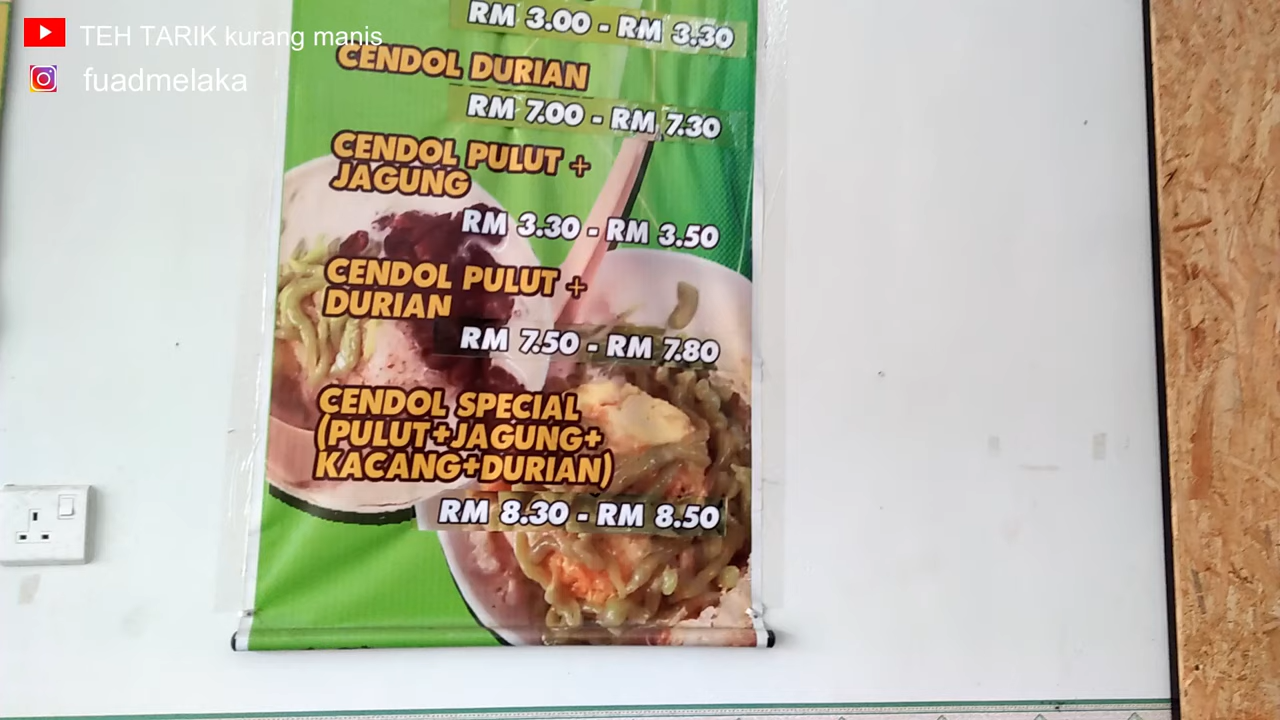 TEH TARIK kurang manis
fuadmelaka
RM 3.00 - RM 3.30
CENDOL DURIAN
RM 7.00 - RM 7.30
CENDOL PULUT +
JAGUNG
RM 3.30 - RM 3.50
CENDOL PULUT +
DURIAN
RM 7.50 - RM 7.80
CENDOL SPECIAL
(PULUT+JAGUNG+
KACANG+DURIAN)
RM 8.30 - RM 8.50